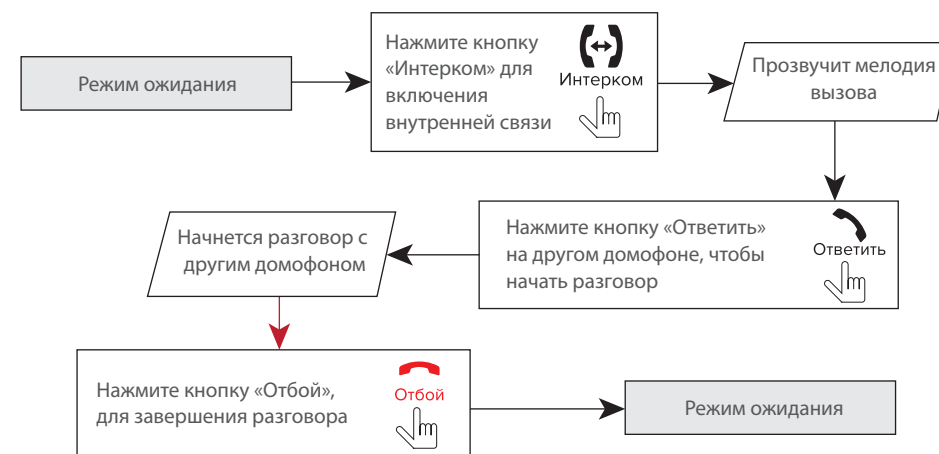 Режим ожидания
Нажмите кнопку
«Интерком» для
включения
внутренней связи
Интерком
Прозвучит мелодия
вызова
Нажмите кнопку «Ответить»
на другом домофоне, чтобы
начать разговор
Ответить
Начнется разговор с
другим домофоном
Нажмите кнопку «Отбой»,
для завершения разговора
Отбой
Режим ожидания